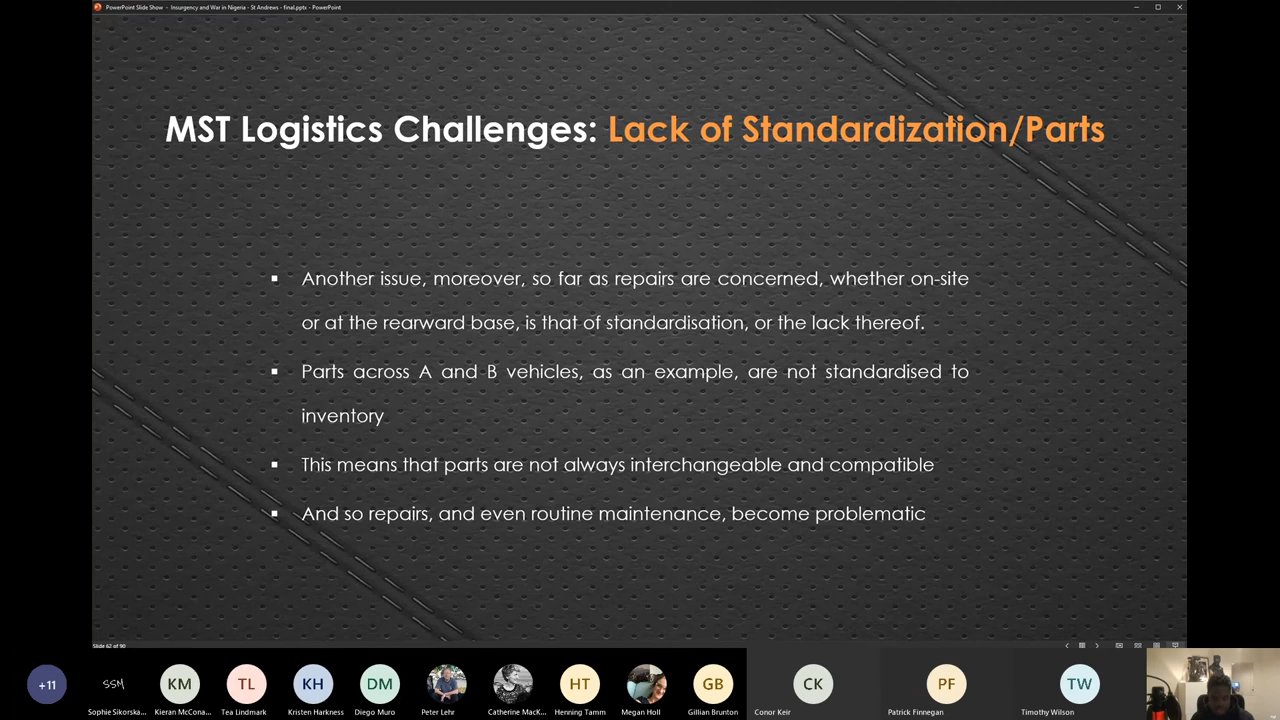 PowerPoint Slide Show - Insurgency and War in Nigeria - St Andrews - final.ppts - PowerPoint
MST Logistics Challenges: Lack of Standardization/Parts
Another issue, moreover, so far as repairs are concerned, whether on-site
or at the rearward base, is that of standardisation, or the lack thereof.
Parts across A and B vehicles, as an example, are not standardised to
inventory
This means that parts are not always interchangeable and compatible
And so repairs, and even routine maintenance, become problematic
Slide 62 of 90
+11
SSM
KM
TL
KH
DM
HT
GB
CK
PF
TW
Sophie Sikorska...
Kieran McCona...
Tea Lindmark
Kristen Harkness
Diego Muro
Peter Lehr
Catherine MacK...
Henning Tamm
Megan Holl
Gillian Brunton
Conor Keir
Patrick Finnegan
Timothy Wilson